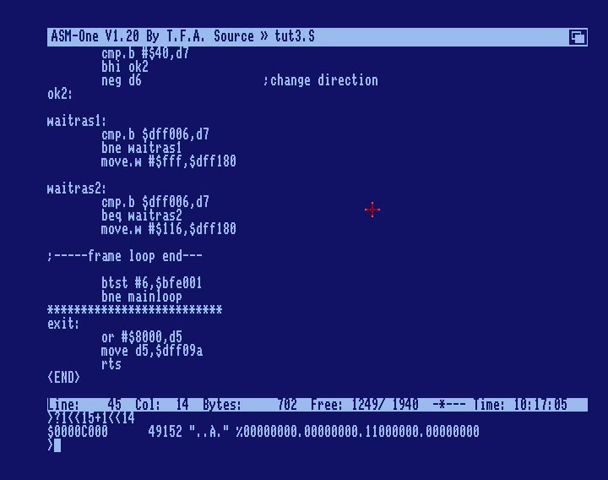 ASM-One V1.20 By T.F.A. Source » tut3.S
cmp.b #$40,d7
bhi ok2
neg d6 ;change direction
ok2:
waitras1:
cmp.b $dff006,d7
bne waitras1
move.w #$fff,$dff180
waitras2:
cmp.b $dff006,d7
beq waitras2
move.w #$116,$dff180
;-----frame loop end---
btst #6,$bfe001
bne mainloop
**************************
exit:
or #$8000,d5
move d5,$dff09a
rts
<END>
Line: 45 Col: 14 Bytes: 702 Free: 1249/ 1940 -*--- Time: 10:17:05
>?1<<15+1<<14
$0000C000 49152 "..À." %00000000.00000000.11000000.00000000
>